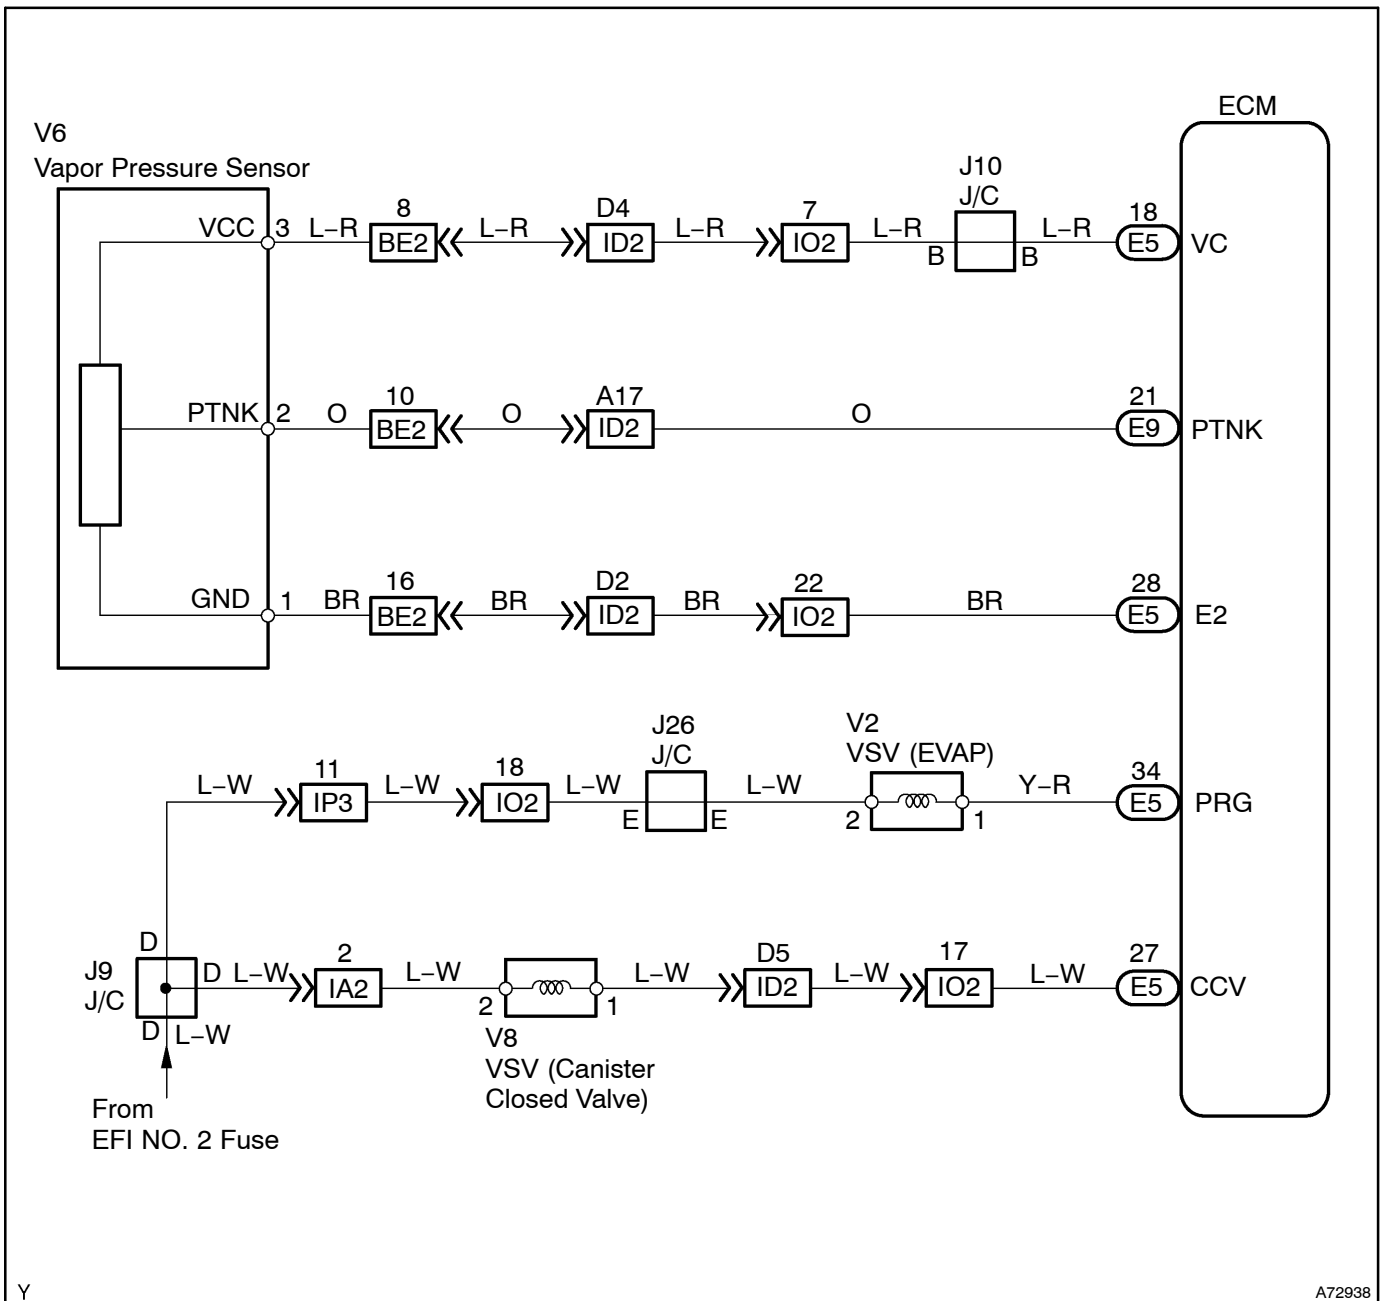 ECM
V6
Vapor Pressure Sensor
J10
J/C
VCC 3 L−R 8 BE2 L−R D4 ID2 L−R 7 IO2 L−R B B L−R 18 E5 VC
PTNK 2 O 10 BE2 O A17 ID2 O 21 E9 PTNK
GND 1 BR 16 BE2 BR D2 ID2 BR 22 IO2 BR 28 E5 E2
J26
J/C
V2
VSV (EVAP)
L−W 11 IP3 L−W 18 IO2 L−W E E L−W 2 1 Y−R 34 E5 PRG
J9
J/C
D D L−W 2 IA2 L−W 2 1 L−W D5 ID2 L−W 17 IO2 L−W 27 E5 CCV
D L−W
V8
VSV (Canister
Closed Valve)
From
EFI NO. 2 Fuse
Y
A72938